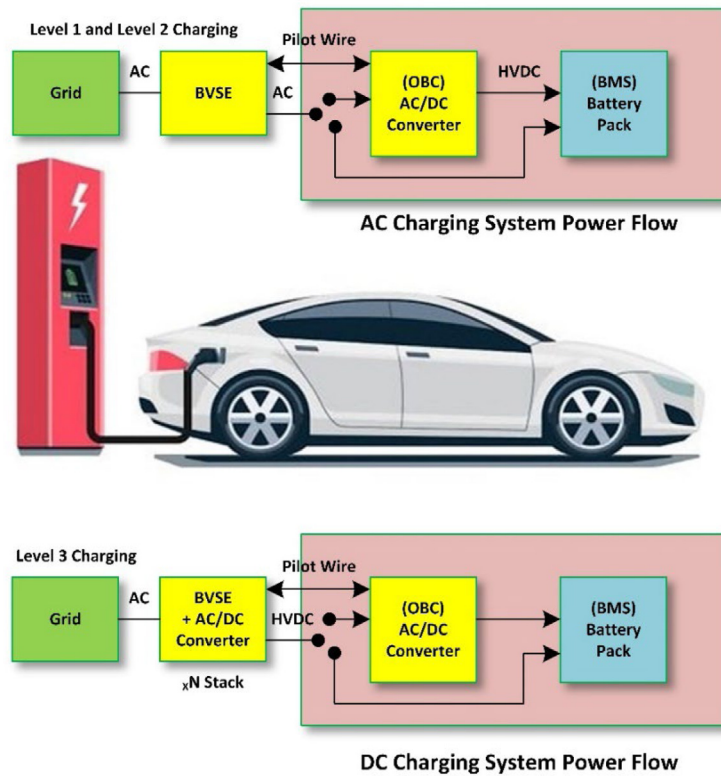 Level 1 and Level 2 Charging
Pilot Wire
Grid
AC
BVSE
AC
(OBC)
AC/DC
Converter
HVDC
(BMS)
Battery
Pack
AC Charging System Power Flow
Level 3 Charging
Pilot Wire
Grid
AC
BVSE
+ AC/DC
Converter
HVDC
(OBC)
AC/DC
Converter
(BMS)
Battery
Pack
xN Stack
DC Charging System Power Flow